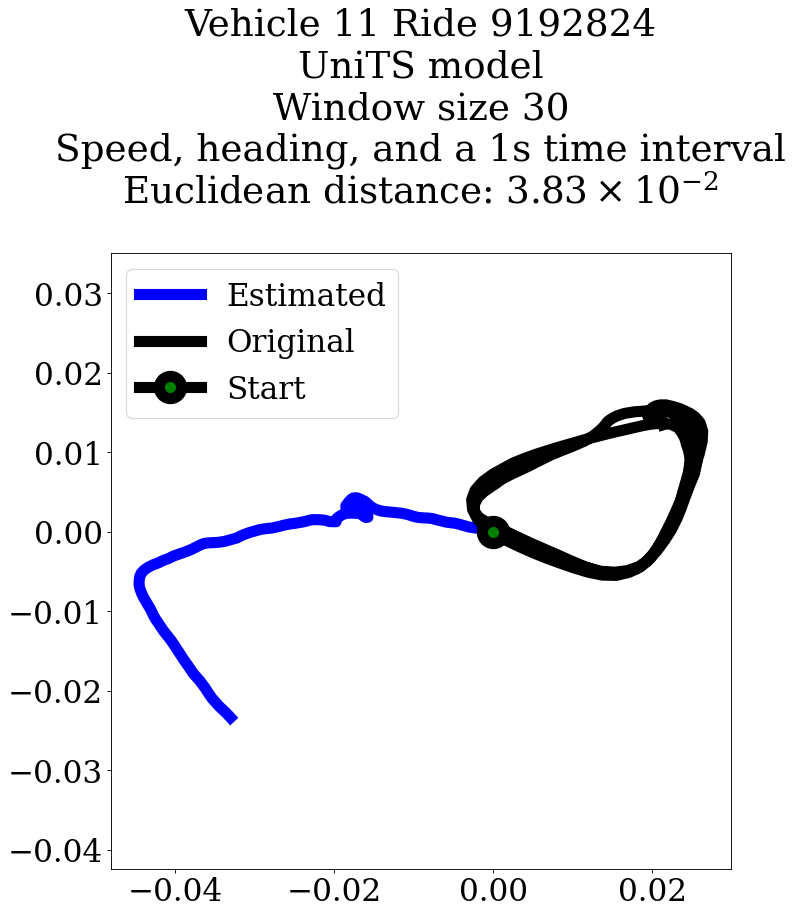 Vehicle 11 Ride 9192824
UniTS model
Window size 30
Speed, heading, and a 1s time interval
Euclidean distance: 3.83 × 10⁻²
Estimated
Original
Start
0.03
0.02
0.01
0.00
−0.01
−0.02
−0.03
−0.04
−0.04 −0.02 0.00 0.02